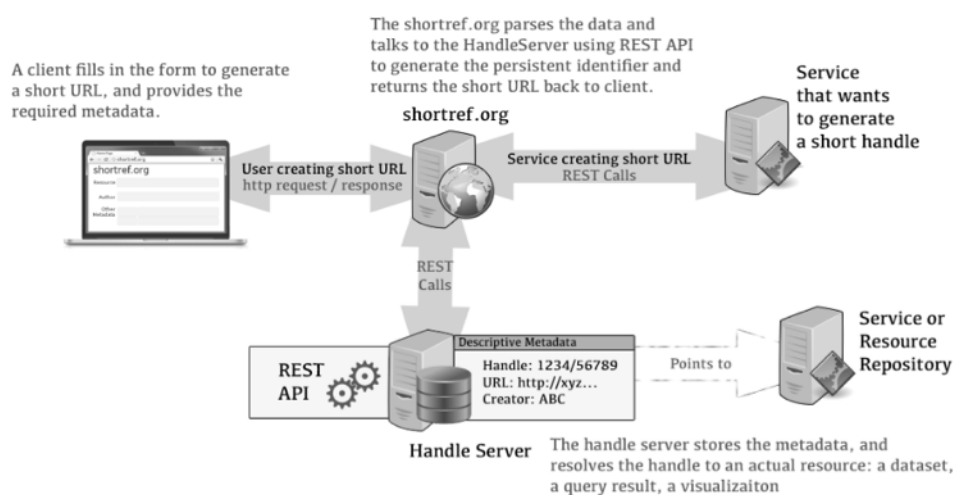 The shortref.org parses the data and
talks to the HandleServer using REST API
to generate the persistent identifier and
returns the short URL back to client.
A client fills in the form to generate
a short URL, and provides the
required metadata.
shortref.org
Service
that wants
to generate
a short handle
shortref.org
shortref.org
Resource
Author
Other
Metadata
User creating short URL
http request / response
Service creating short URL
REST Calls
REST
Calls
REST
API
Descriptive Metadata
Handle: 1234/56789
URL: http://xyz...
Creator: ABC
Points to
Service or
Resource
Repository
Handle Server
The handle server stores the metadata, and
resolves the handle to an actual resource: a dataset,
a query result, a visualizaiton